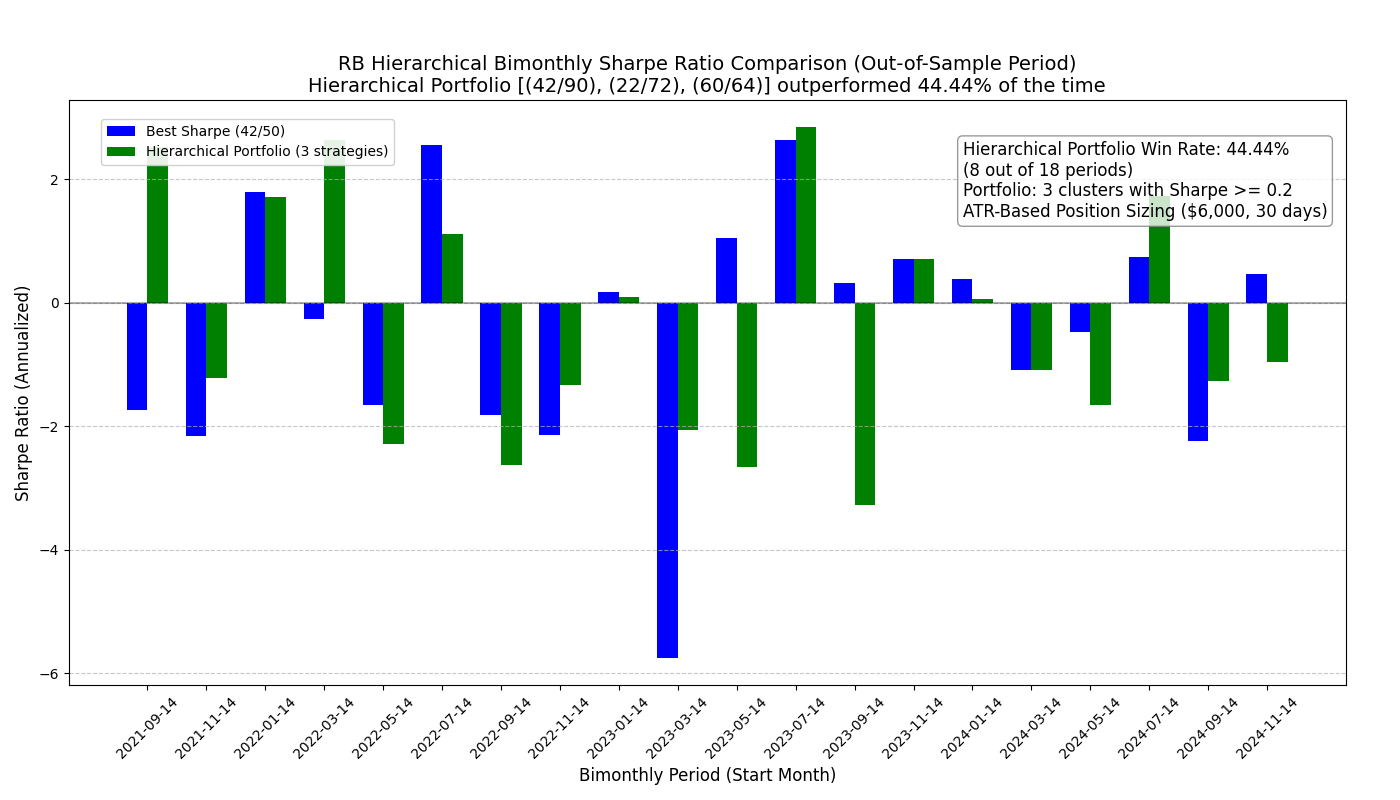 RB Hierarchical Bimonthly Sharpe Ratio Comparison (Out-of-Sample Period)
Hierarchical Portfolio [(42/90), (22/72), (60/64)] outperformed 44.44% of the time
Best Sharpe (42/50)
Hierarchical Portfolio (3 strategies)
Hierarchical Portfolio Win Rate: 44.44%
(8 out of 18 periods)
Portfolio: 3 clusters with Sharpe >= 0.2
ATR-Based Position Sizing ($6,000, 30 days)
Sharpe Ratio (Annualized)
2
0
−2
−4
−6
2021-09-14
2021-11-14
2022-01-14
2022-03-14
2022-05-14
2022-07-14
2022-09-14
2022-11-14
2023-01-14
2023-03-14
2023-05-14
2023-07-14
2023-09-14
2023-11-14
2024-01-14
2024-03-14
2024-05-14
2024-07-14
2024-09-14
2024-11-14
Bimonthly Period (Start Month)